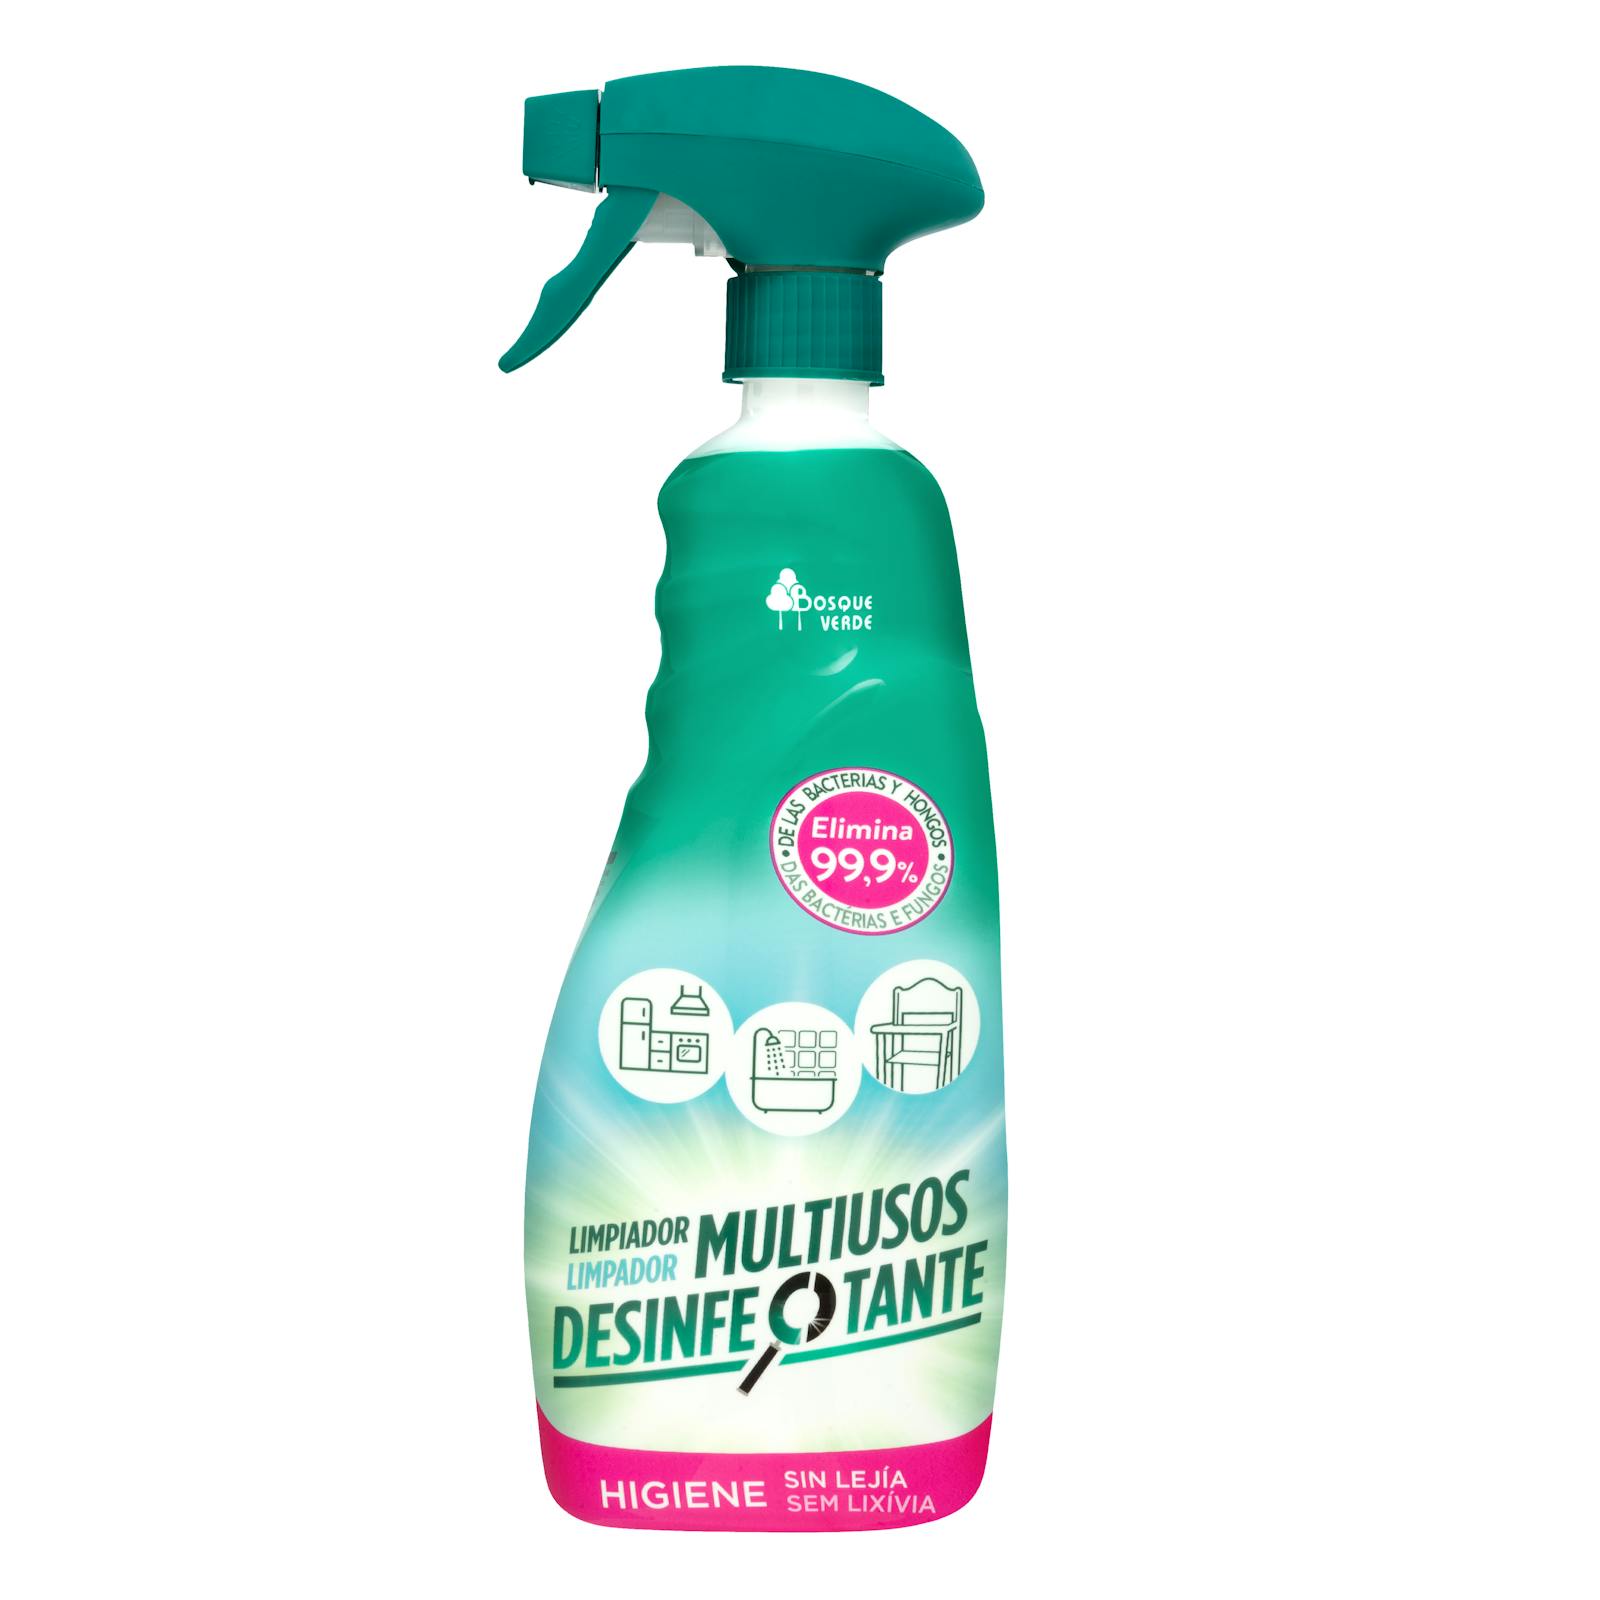 BOSQUE
VERDE
DE LAS BACTERIAS Y HONGOS
Elimina
99,9%
DAS BACTÉRIAS E FUNGOS
LIMPIADOR MULTIUSOS
LIMPADOR
DESINFECTANTE
HIGIENE SIN LEJÍA
SEM LIXÍVIA